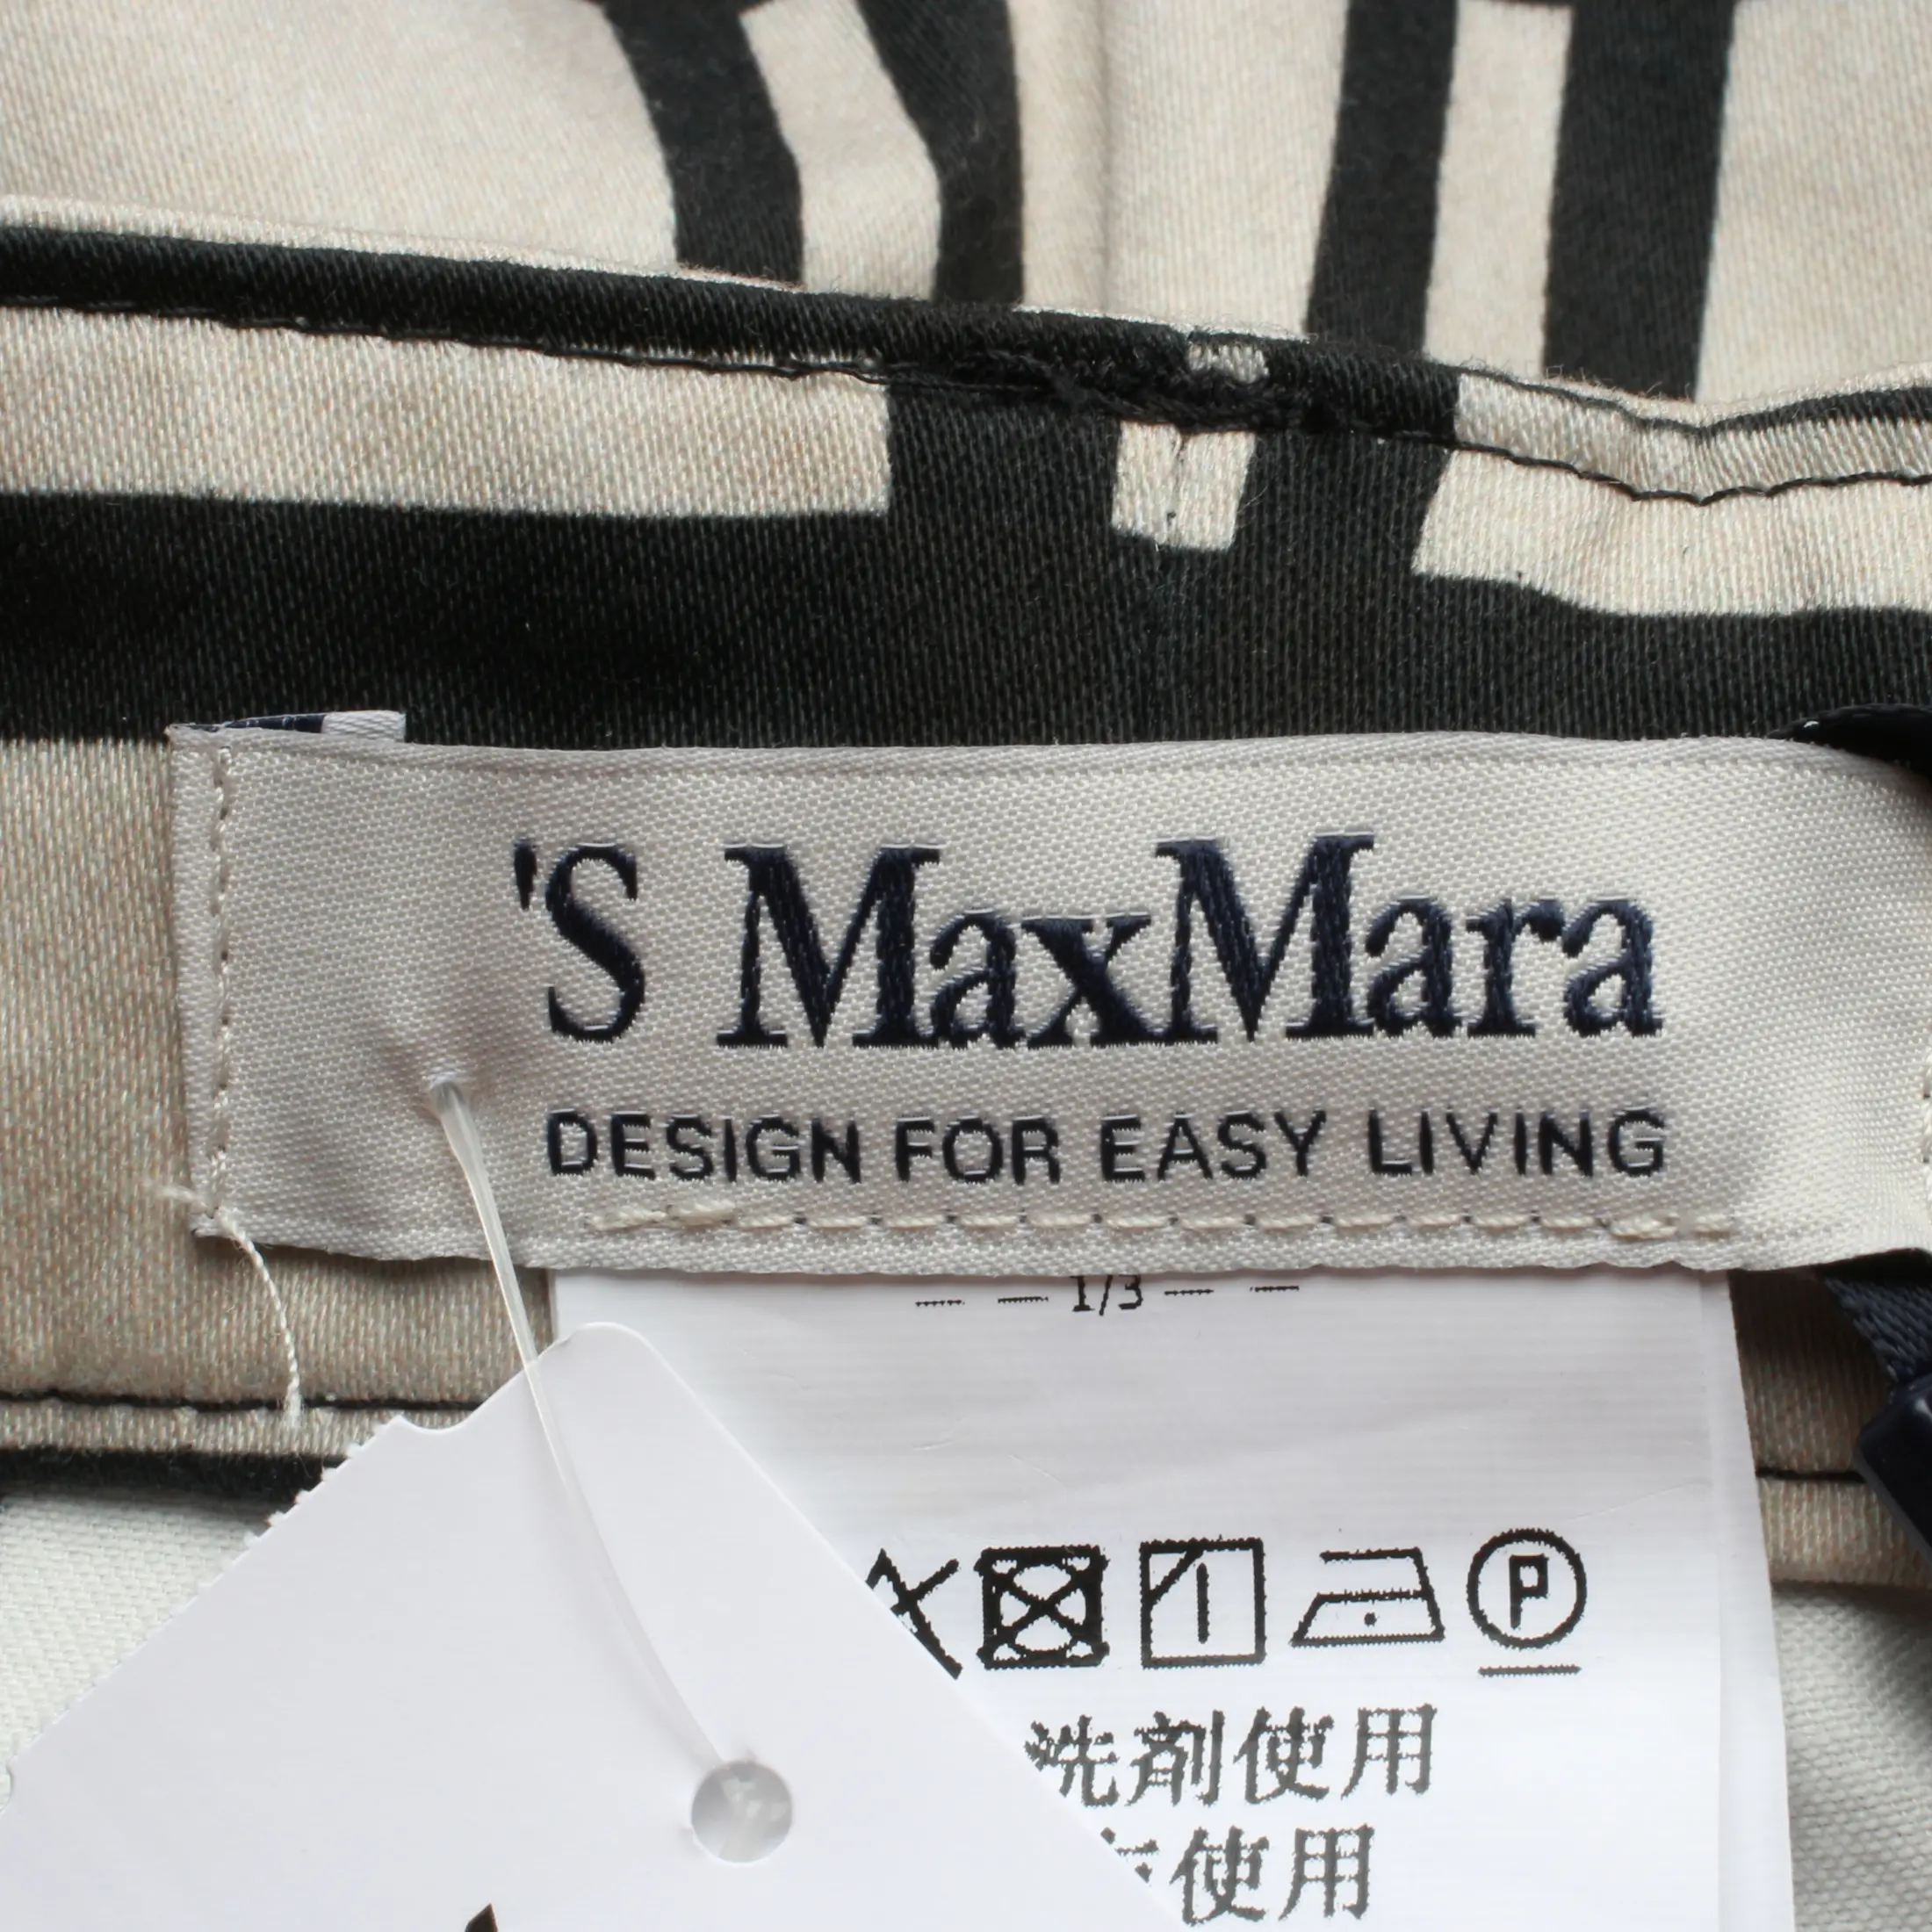 'S MaxMara
DESIGN FOR EASY LIVING
— — 1/3 — —
P
洗剤使用
使用